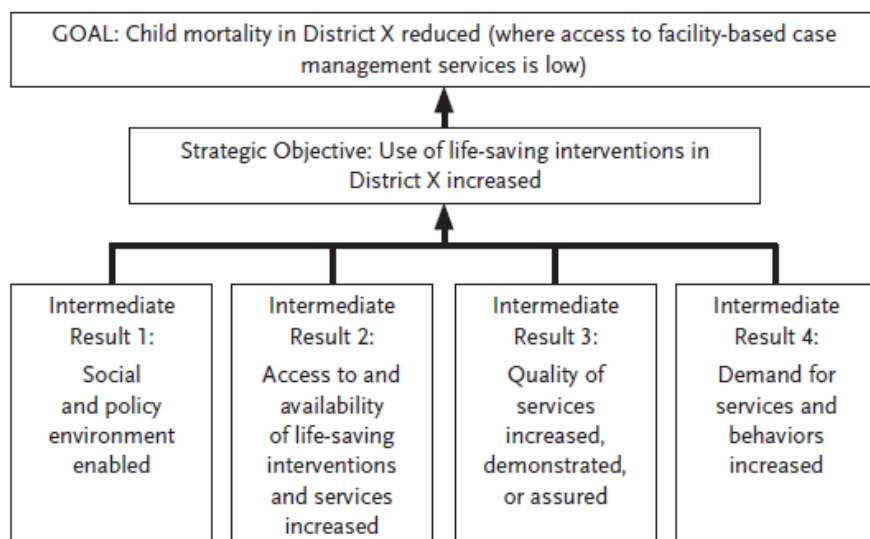 GOAL: Child mortality in District X reduced (where access to facility-based case
management services is low)
Strategic Objective: Use of life-saving interventions in
District X increased
Intermediate
Result 1:
Social
and policy
environment
enabled
Intermediate
Result 2:
Access to and
availability
of life-saving
interventions
and services
increased
Intermediate
Result 3:
Quality of
services
increased,
demonstrated,
or assured
Intermediate
Result 4:
Demand for
services and
behaviors
increased